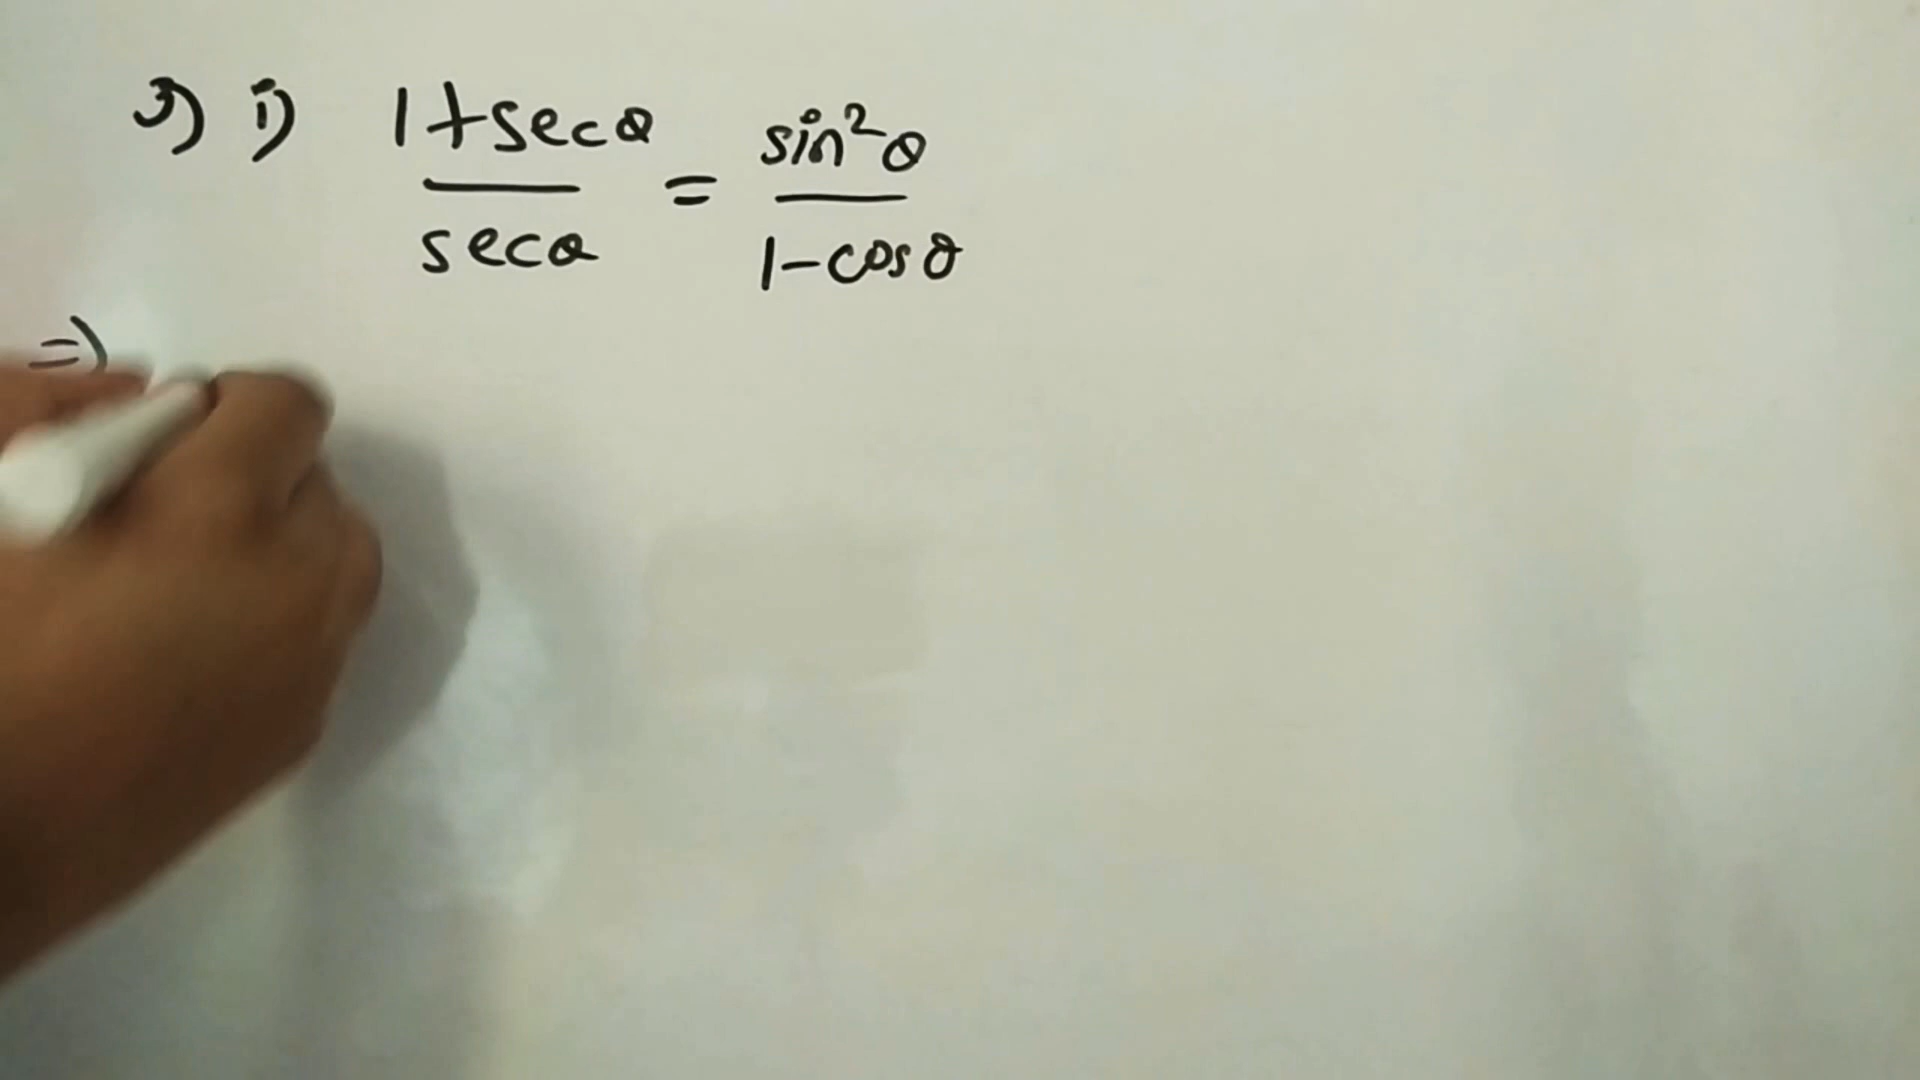 3) i) 1+secθ / secθ = sin²θ / 1-cosθ
=)